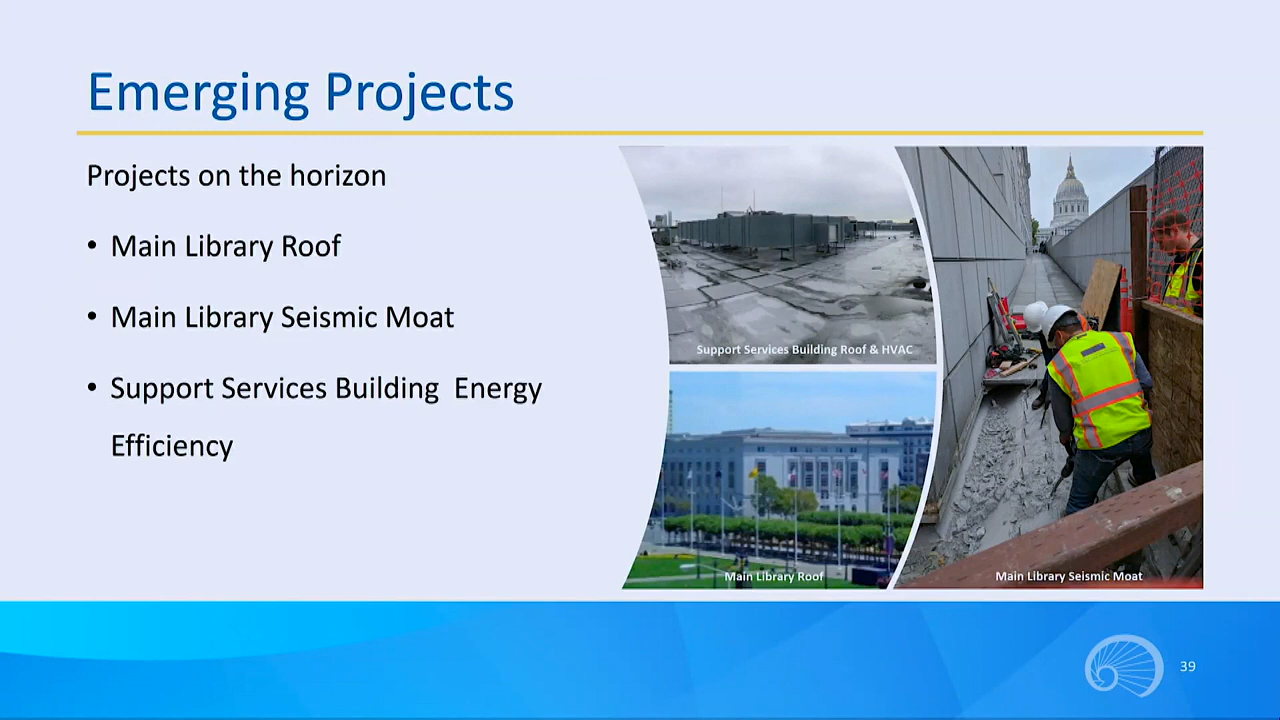 Emerging Projects
Projects on the horizon
• Main Library Roof
• Main Library Seismic Moat
• Support Services Building Energy
Efficiency
Support Services Building Roof & HVAC
Main Library Roof
Main Library Seismic Moat
39